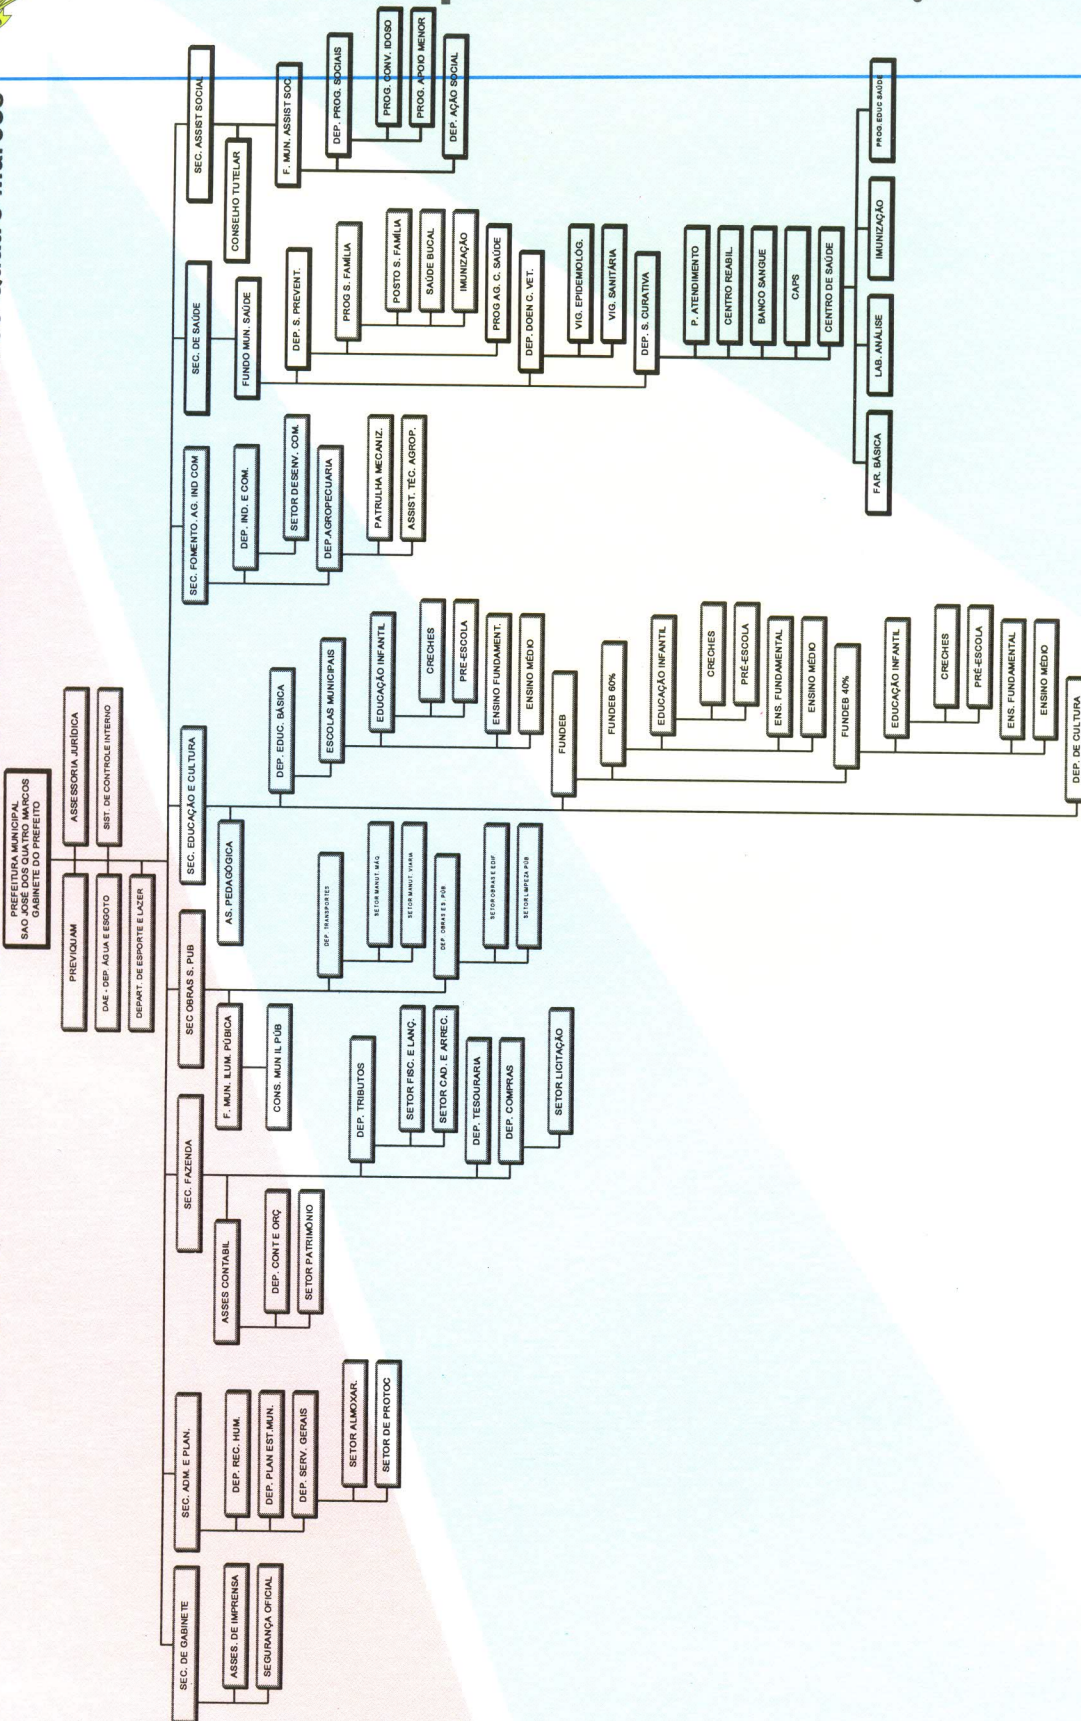 PREFEITURA MUNICIPAL
SAO JOSÉ DOS QUATRO MARCOS
GABINETE DO PREFEITO
PREVIQUAM
ASSESSORIA JURÍDICA
DAE - DEP. ÁGUA E ESGOTO
SIST. DE CONTROLE INTERNO
DEPART. DE ESPORTE E LAZER
SEC. DE GABINETE
ASSES. DE IMPRENSA
SEGURANÇA OFICIAL
SEC. ADM. E PLAN.
DEP. REC. HUM.
DEP. PLAN EST.MUN.
DEP. SERV. GERAIS
SETOR ALMOXAR.
SETOR DE PROTOC
SEC. FAZENDA
ASSES CONTABIL
DEP. CONT E ORÇ
SETOR PATRIMÔNIO
DEP. TRIBUTOS
SETOR FISC. E LANÇ.
SETOR CAD. E ARREC.
DEP. TESOURARIA
DEP. COMPRAS
SETOR LICITAÇÃO
SEC OBRAS S. PUB
F. MUN. ILUM. PÚBICA
CONS. MUN IL PÚB
DEP. TRANSPORTES
SETOR MANUT. MÁQ
SETOR MANUT. VIARIA
DEP. OBRAS E S. PÚB
SETOR OBRAS E EDIF
SETOR LIMPEZA PÚB
SEC. EDUCAÇÃO E CULTURA
AS. PEDAGÓGICA
DEP. EDUC. BÁSICA
ESCOLAS MUNICIPAIS
EDUCAÇÃO INFANTIL
CRECHES
PRÉ-ESCOLA
ENSINO FUNDAMENT.
ENSINO MÉDIO
FUNDEB
FUNDEB 60%
EDUCAÇÃO INFANTIL
CRECHES
PRÉ-ESCOLA
ENS. FUNDAMENTAL
ENSINO MÉDIO
FUNDEB 40%
EDUCAÇÃO INFANTIL
CRECHES
PRÉ-ESCOLA
ENS. FUNDAMENTAL
ENSINO MÉDIO
DEP. DE CULTURA
SEC. FOMENTO. AG. IND COM
DEP. IND. E COM.
SETOR DESENV. COM.
DEP.AGROPECUARIA
PATRULHA MECANIZ.
ASSIST. TÉC. AGROP.
SEC. DE SAÚDE
FUNDO MUN. SAÚDE
DEP. S. PREVENT.
PROG S. FAMÍLIA
POSTO S. FAMÍLIA
SAÚDE BUCAL
IMUNIZAÇÃO
PROG AG. C. SAÚDE
DEP. DOEN C. VET.
VIG. EPIDEMIOLÓG.
VIG. SANITÁRIA
DEP. S. CURATIVA
P. ATENDIMENTO
CENTRO REABIL.
BANCO SANGUE
CAPS
CENTRO DE SAÚDE
FAR. BÁSICA
LAB. ANÁLISE
IMUNIZAÇÃO
PROG. EDUC SAÚDE
SEC. ASSIST SOCIAL
CONSELHO TUTELAR
F. MUN. ASSIST SOC.
DEP. PROG. SOCIAIS
PROG. CONV. IDOSO
PROG. APOIO MENOR
DEP. AÇÃO SOCIAL